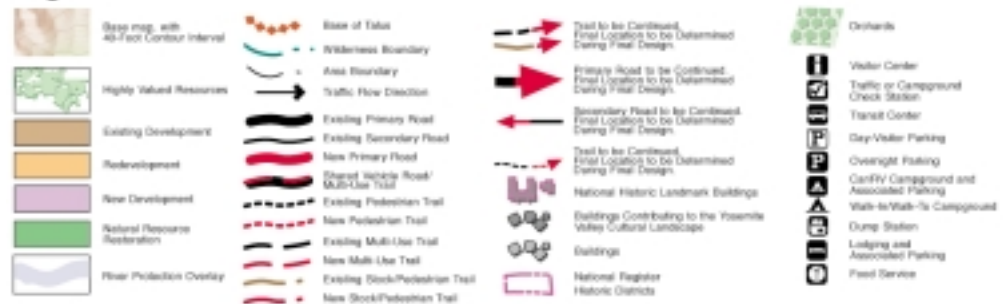 Base map, with
40-Foot Contour Interval
Highly Valued Resources
Existing Development
Redevelopment
New Development
Natural Resource
Restoration
River Protection Overlay
Base of Talus
Wilderness Boundary
Area Boundary
Traffic Flow Direction
Existing Primary Road
Existing Secondary Road
New Primary Road
Shared Vehicle Road/
Multi-Use Trail
Existing Pedestrian Trail
New Pedestrian Trail
Existing Multi-Use Trail
New Multi-Use Trail
Existing Stock/Pedestrian Trail
New Stock/Pedestrian Trail
Trail to be Continued.
Final Location to be Determined
During Final Design.
Primary Road to be Continued.
Final Location to be Determined
During Final Design.
Secondary Road to be Continued.
Final Location to be Determined
During Final Design.
Trail to be Continued.
Final Location to be Determined
During Final Design.
National Historic Landmark Buildings
Buildings Contributing to the Yosemite
Valley Cultural Landscape
Buildings
National Register
Historic Districts
Orchards
Visitor Center
Traffic or Campground
Check Station
Transit Center
P Day-Visitor Parking
P Overnight Parking
Car/RV Campground and
Associated Parking
Walk-In/Walk-To Campground
Dump Station
Lodging and
Associated Parking
Food Service